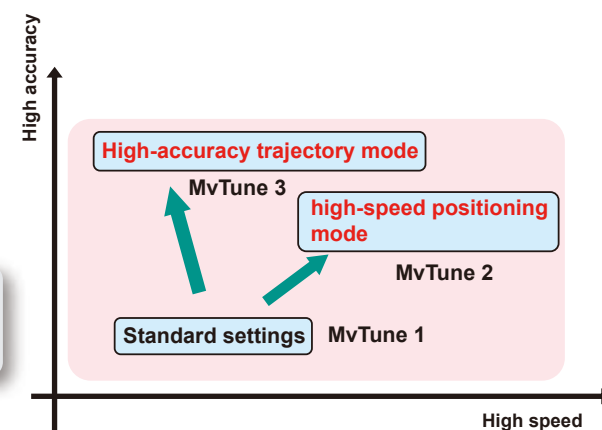 High accuracy
High-accuracy trajectory mode
MvTune 3
high-speed positioning
mode
MvTune 2
Standard settings
MvTune 1
High speed